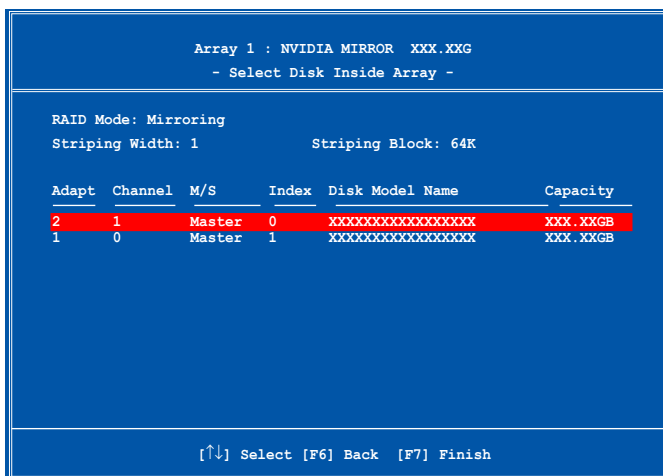 Array 1 : NVIDIA MIRROR XXX.XXG
- Select Disk Inside Array -
RAID Mode: Mirroring
Striping Width: 1 Striping Block: 64K
Adapt Channel M/S Index Disk Model Name Capacity
2 1 Master 0 XXXXXXXXXXXXXXXXX XXX.XXGB
1 0 Master 1 XXXXXXXXXXXXXXXXX XXX.XXGB
[↑↓] Select [F6] Back [F7] Finish